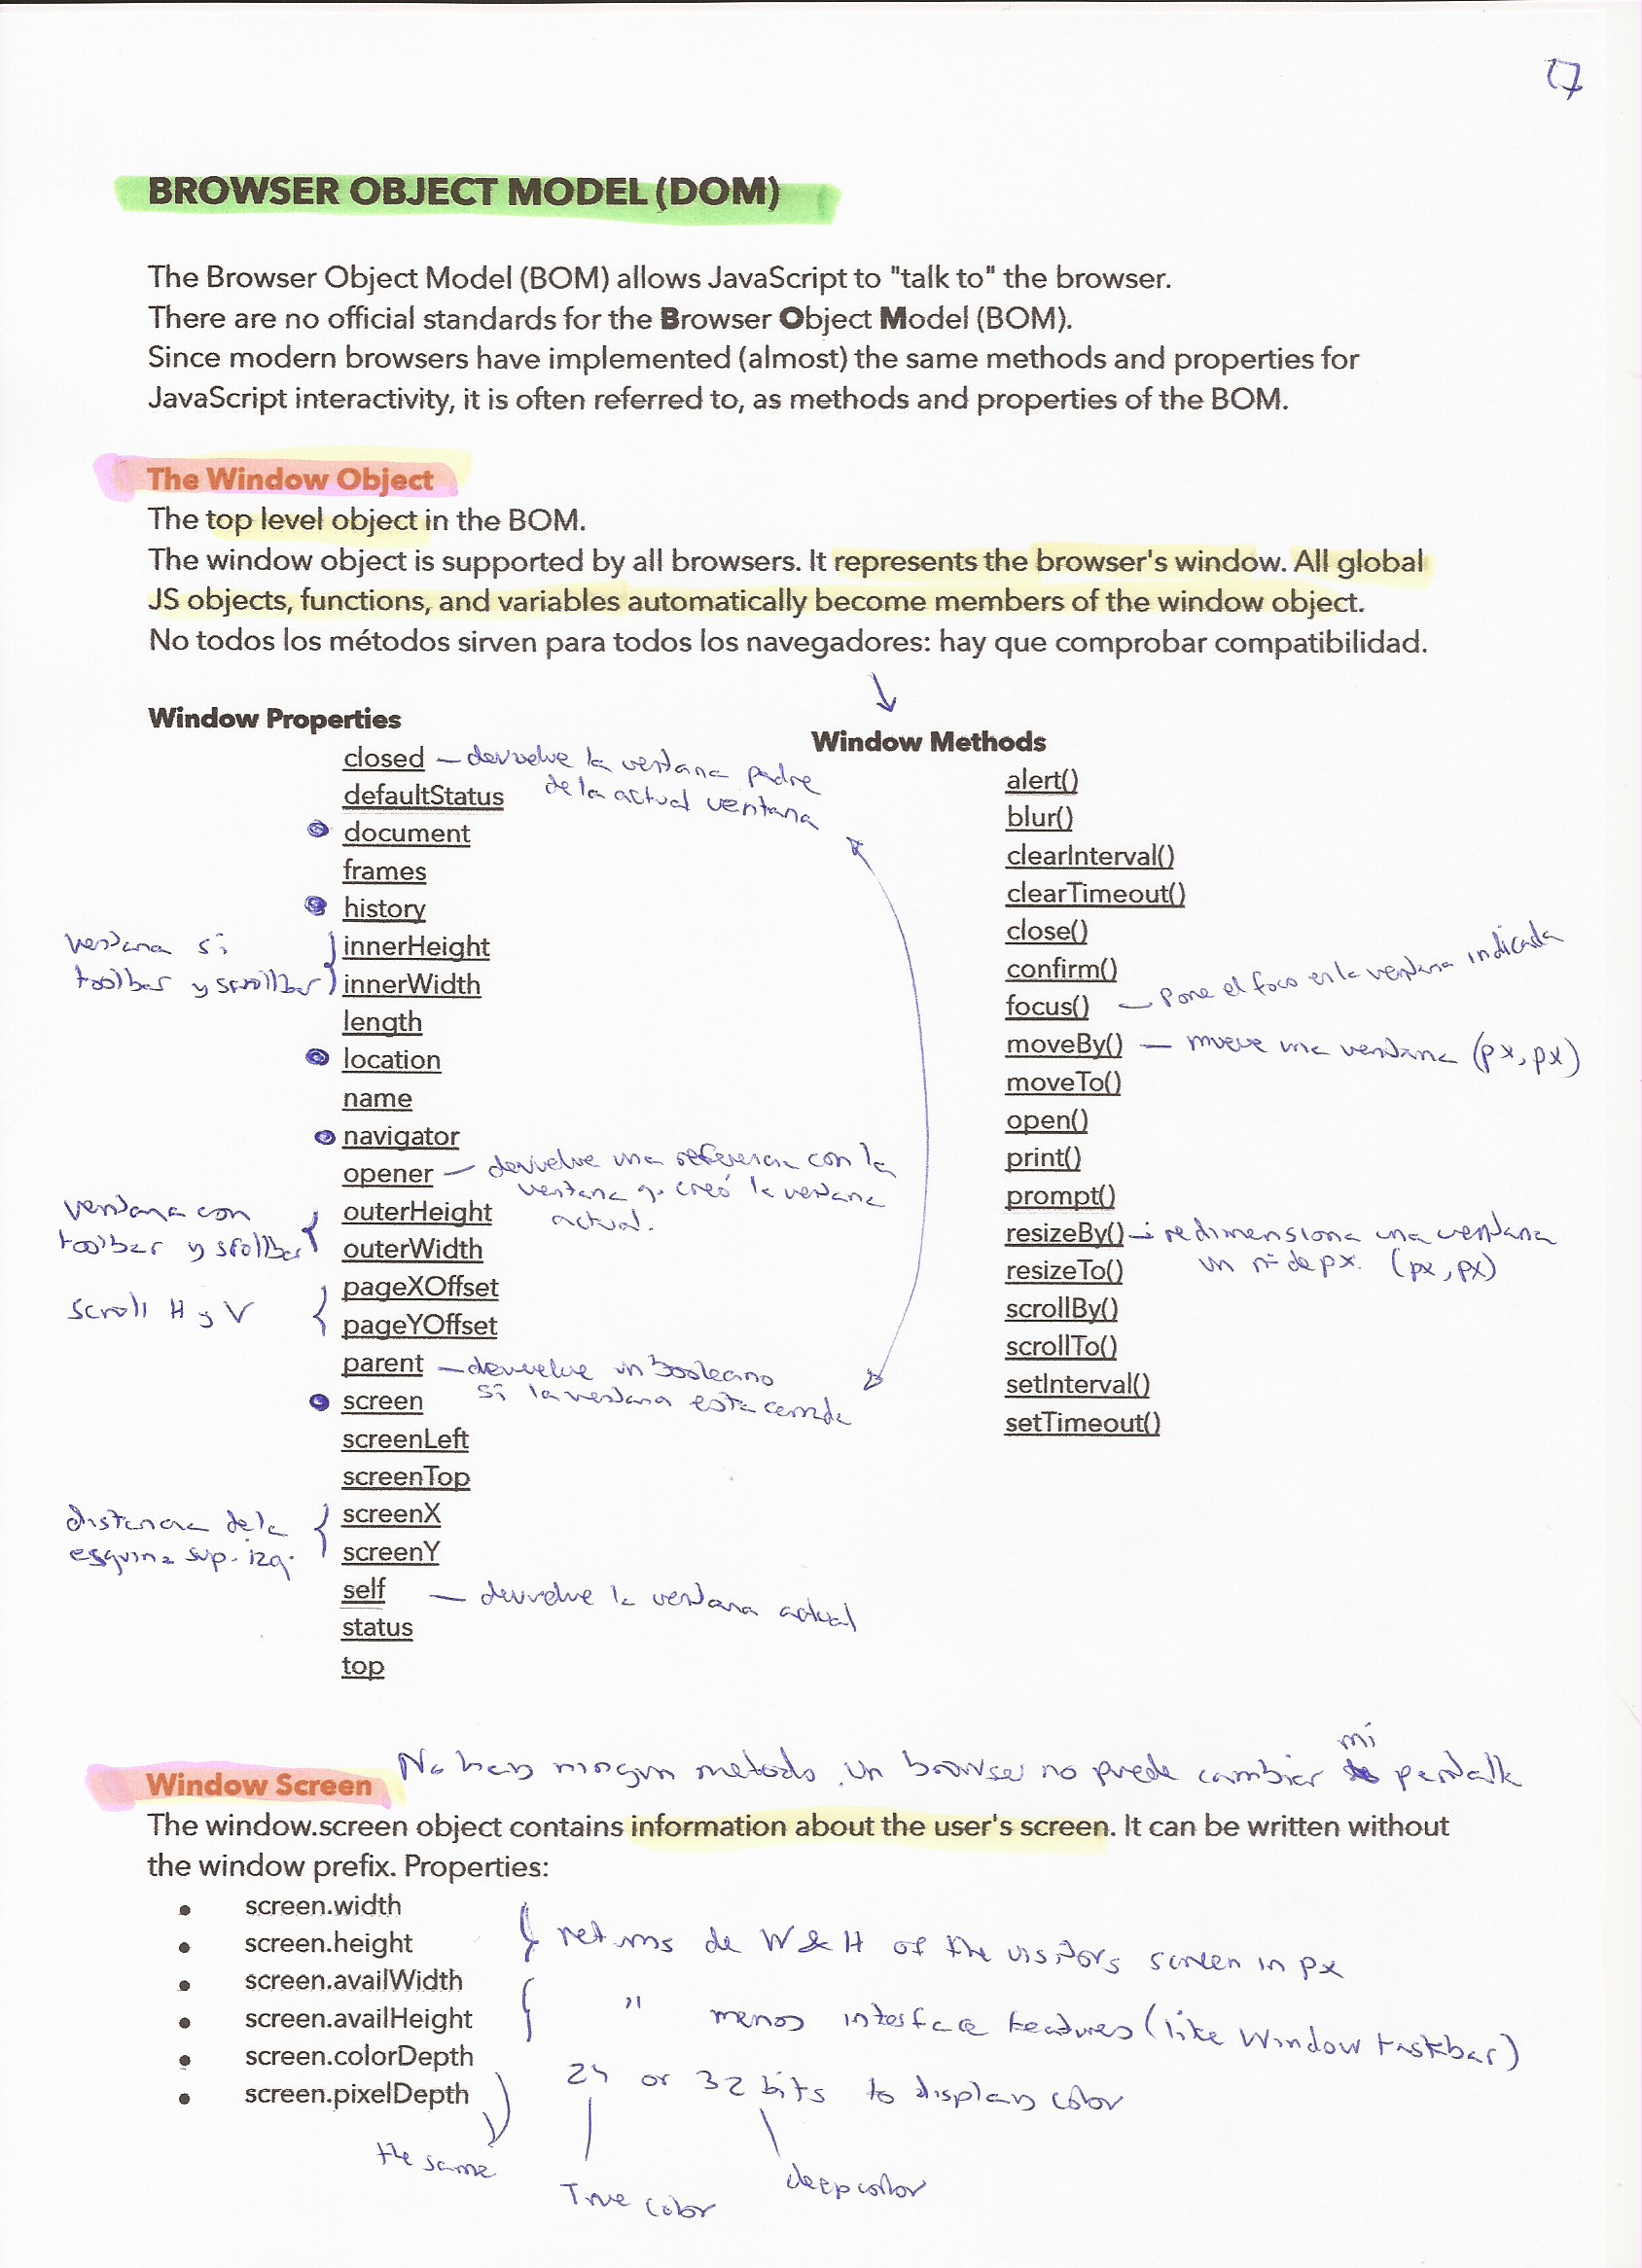 17
BROWSER OBJECT MODEL (DOM)
The Browser Object Model (BOM) allows JavaScript to "talk to" the browser.
There are no official standards for the Browser Object Model (BOM).
Since modern browsers have implemented (almost) the same methods and properties for
JavaScript interactivity, it is often referred to, as methods and properties of the BOM.
The Window Object
The top level object in the BOM.
The window object is supported by all browsers. It represents the browser's window. All global
JS objects, functions, and variables automatically become members of the window object.
No todos los métodos sirven para todos los navegadores: hay que comprobar compatibilidad.
Window Properties
closed — devuelve la ventana padre
de la actual ventana
defaultStatus
document
frames
history
ventana si
toolbar y scrollbar
innerHeight
innerWidth
length
location
name
navigator
opener — devuelve una referencia con la
ventana q. creó la ventana
actual.
ventana con
toolbar y srollbar
outerHeight
outerWidth
scroll H y V
pageXOffset
pageYOffset
parent — devuelve un booleano
si la ventana esta cerrada
screen
screenLeft
screenTop
distancia de la
esquina sup. izq.
screenX
screenY
self — devuelve la ventana actual
status
top
Window Methods
alert()
blur()
clearInterval()
clearTimeout()
close()
confirm()
focus() — pone el foco en la ventana indicada
moveBy() — mueve una ventana (px, px)
moveTo()
open()
print()
prompt()
resizeBy() — redimensiona una ventana
un nº de px. (px, px)
resizeTo()
scrollBy()
scrollTo()
setInterval()
setTimeout()
Window Screen
No hay ningun metodo. Un browser no puede cambiar mi pantalla
The window.screen object contains information about the user's screen. It can be written without
the window prefix. Properties:
• screen.width
• screen.height
returns de W & H of the visitors screen in px
• screen.availWidth
• screen.availHeight
" menos interface features (like Window taskbar)
• screen.colorDepth
• screen.pixelDepth
24 or 32 bits to display color
the same
True color
deep color